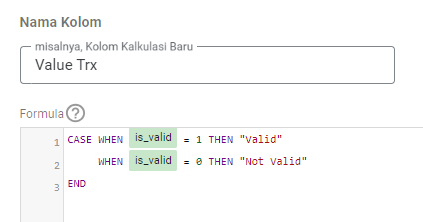 Nama Kolom
misalnya, Kolom Kalkulasi Baru
Value Trx
Formula ?
1 CASE WHEN is_valid = 1 THEN "Valid"
2 WHEN is_valid = 0 THEN "Not Valid"
3 END